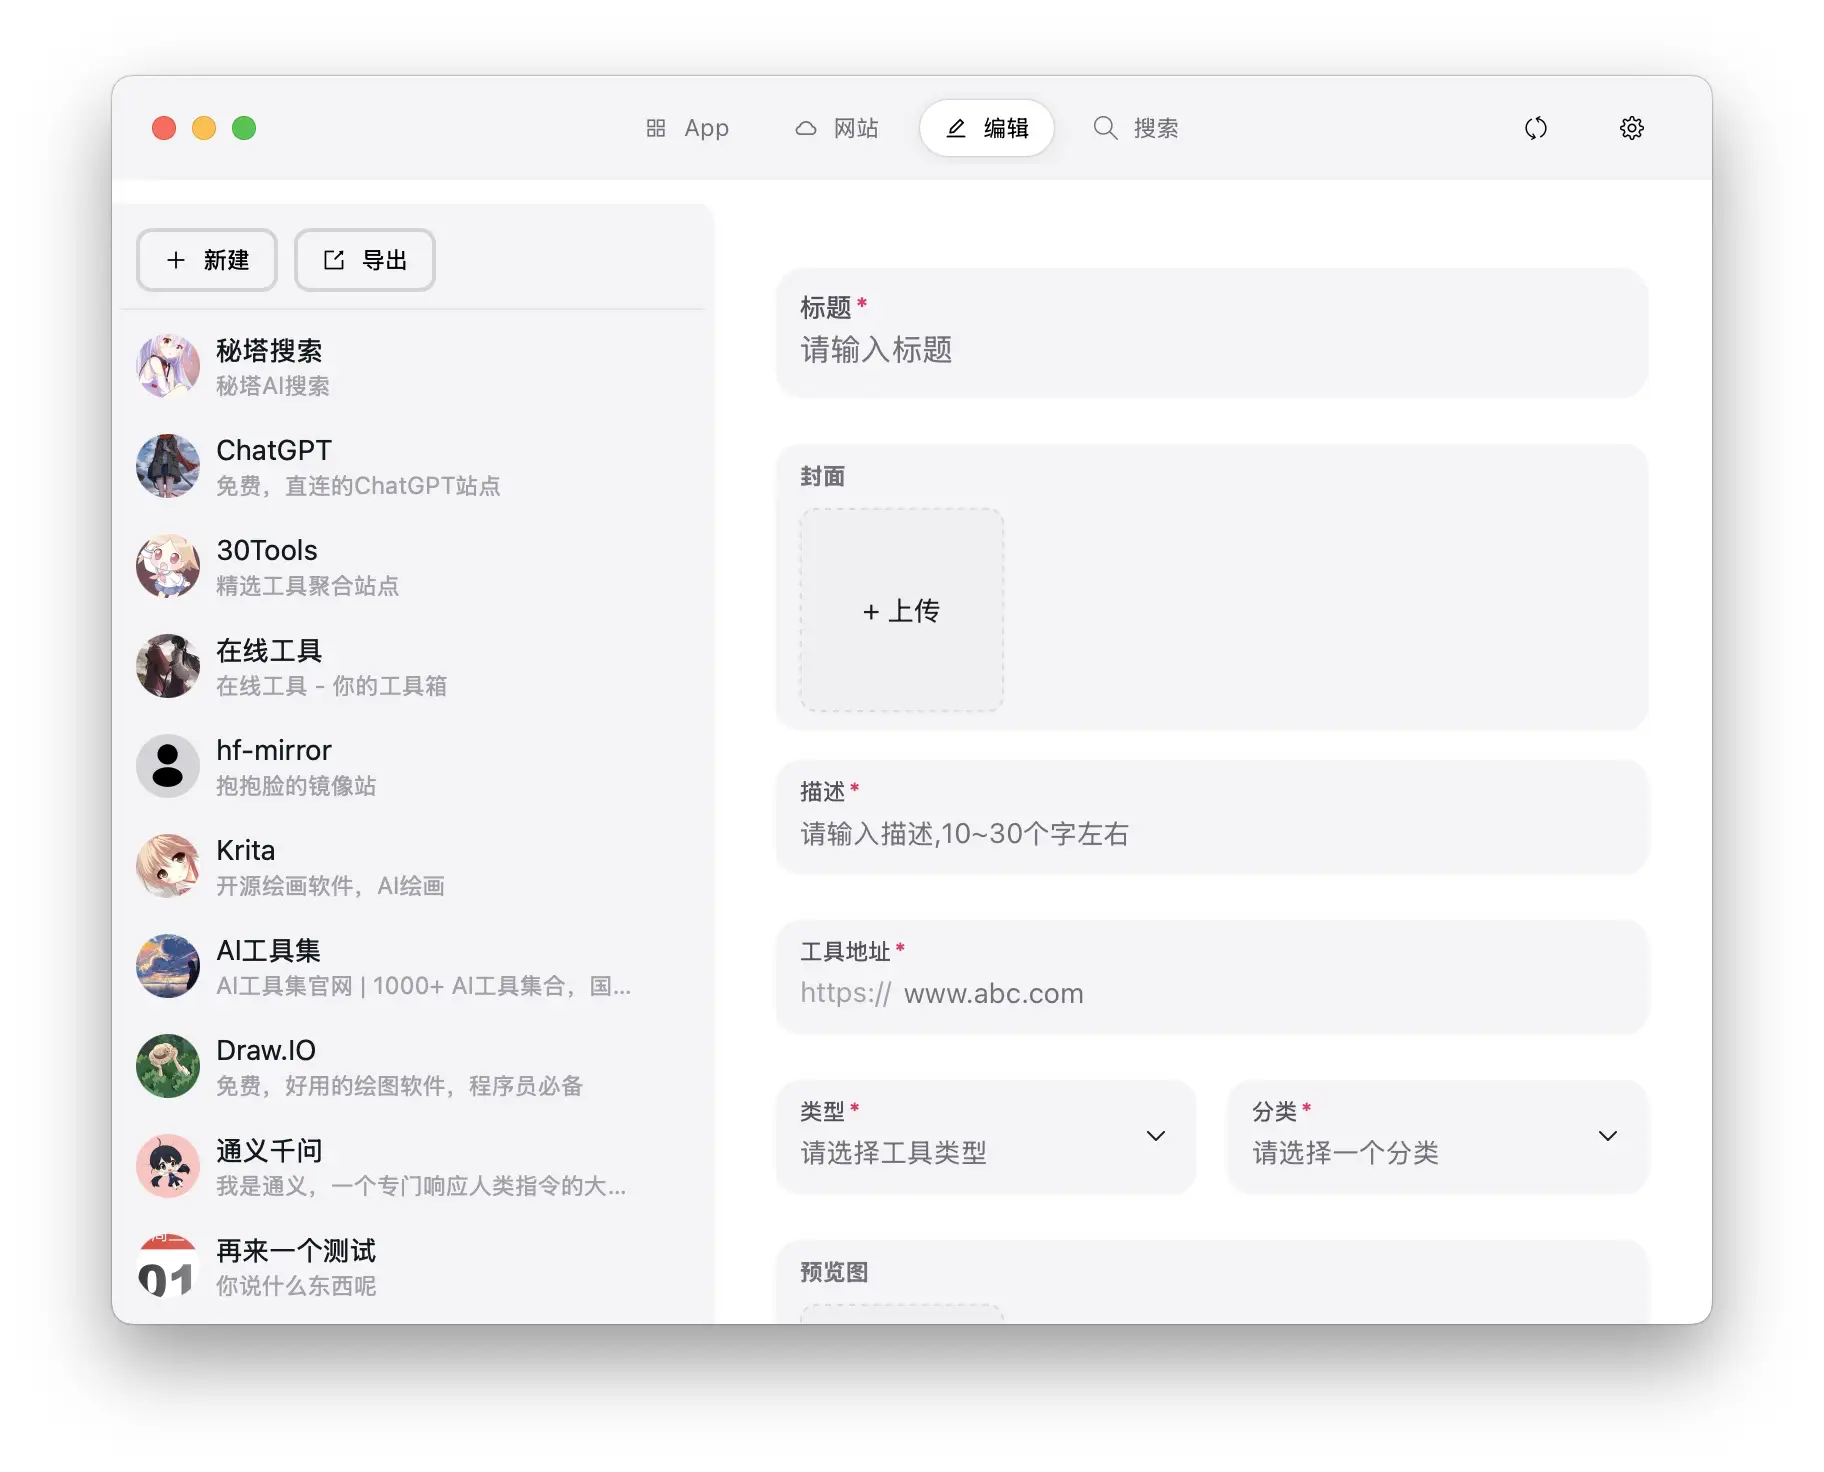 App
网站
编辑
搜索
新建
导出
秘塔搜索
秘塔AI搜索
ChatGPT
免费，直连的ChatGPT站点
30Tools
精选工具聚合站点
在线工具
在线工具 - 你的工具箱
hf-mirror
抱抱脸的镜像站
Krita
开源绘画软件，AI绘画
AI工具集
AI工具集官网 | 1000+ AI工具集合，国...
Draw.IO
免费，好用的绘图软件，程序员必备
通义千问
我是通义，一个专门响应人类指令的大...
01
再来一个测试
你说什么东西呢
标题*
请输入标题
封面
+ 上传
描述*
请输入描述,10~30个字左右
工具地址*
https:// www.abc.com
类型*
请选择工具类型
分类*
请选择一个分类
预览图